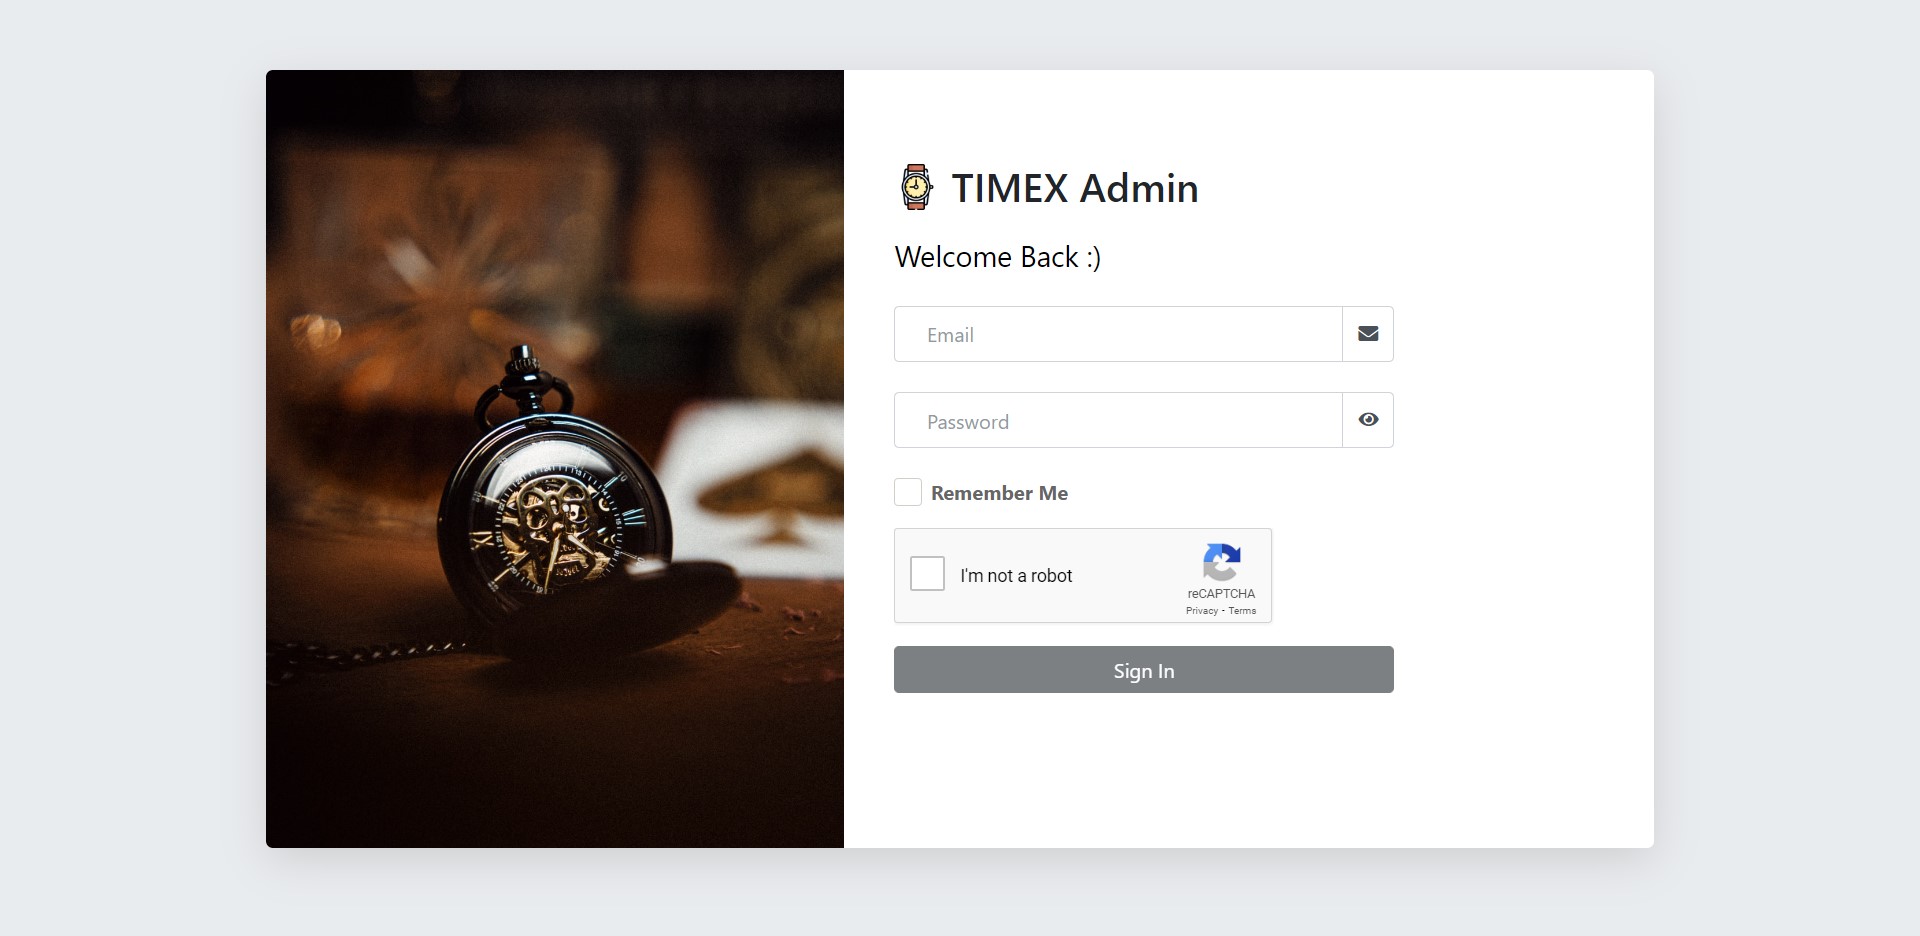 TIMEX Admin
Welcome Back :)
Email
Password
Remember Me
I'm not a robot
reCAPTCHA
Privacy - Terms
Sign In